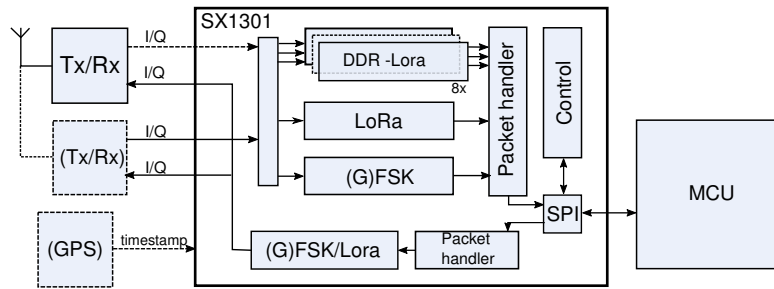 SX1301
I/Q
Tx/Rx
I/Q
DDR -Lora
8x
Packet handler
Control
LoRa
I/Q
(Tx/Rx)
I/Q
(G)FSK
MCU
SPI
(GPS)
timestamp
(G)FSK/Lora
Packet
handler